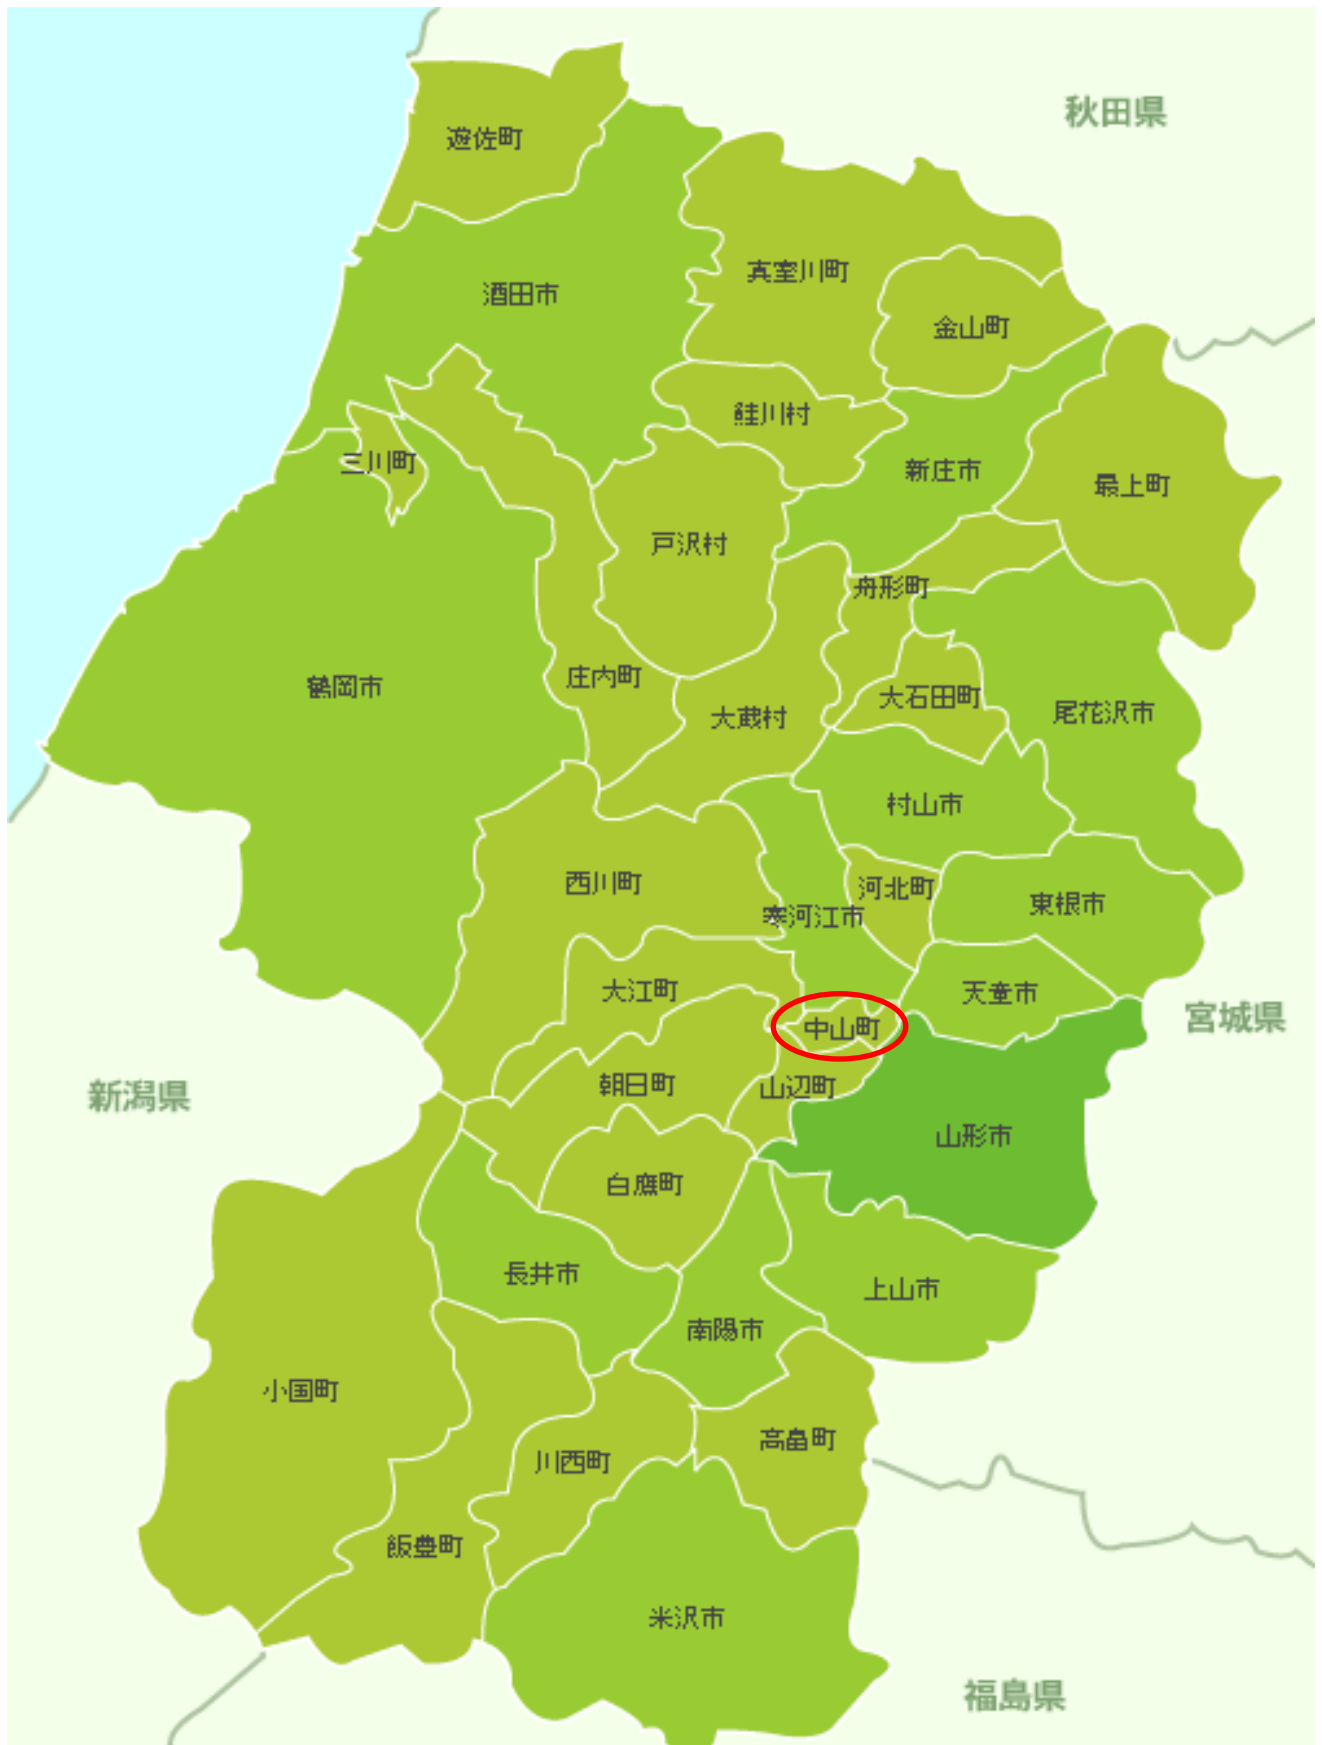 秋田県
遊佐町
真室川町
酒田市
金山町
鮭川村
三川町
新庄市
最上町
戸沢村
舟形町
庄内町
鶴岡市
大石田町
大蔵村
尾花沢市
村山市
西川町
河北町
東根市
寒河江市
大江町
天童市
宮城県
中山町
朝日町
山辺町
新潟県
山形市
白鷹町
長井市
上山市
南陽市
小国町
高畠町
川西町
飯豊町
米沢市
福島県